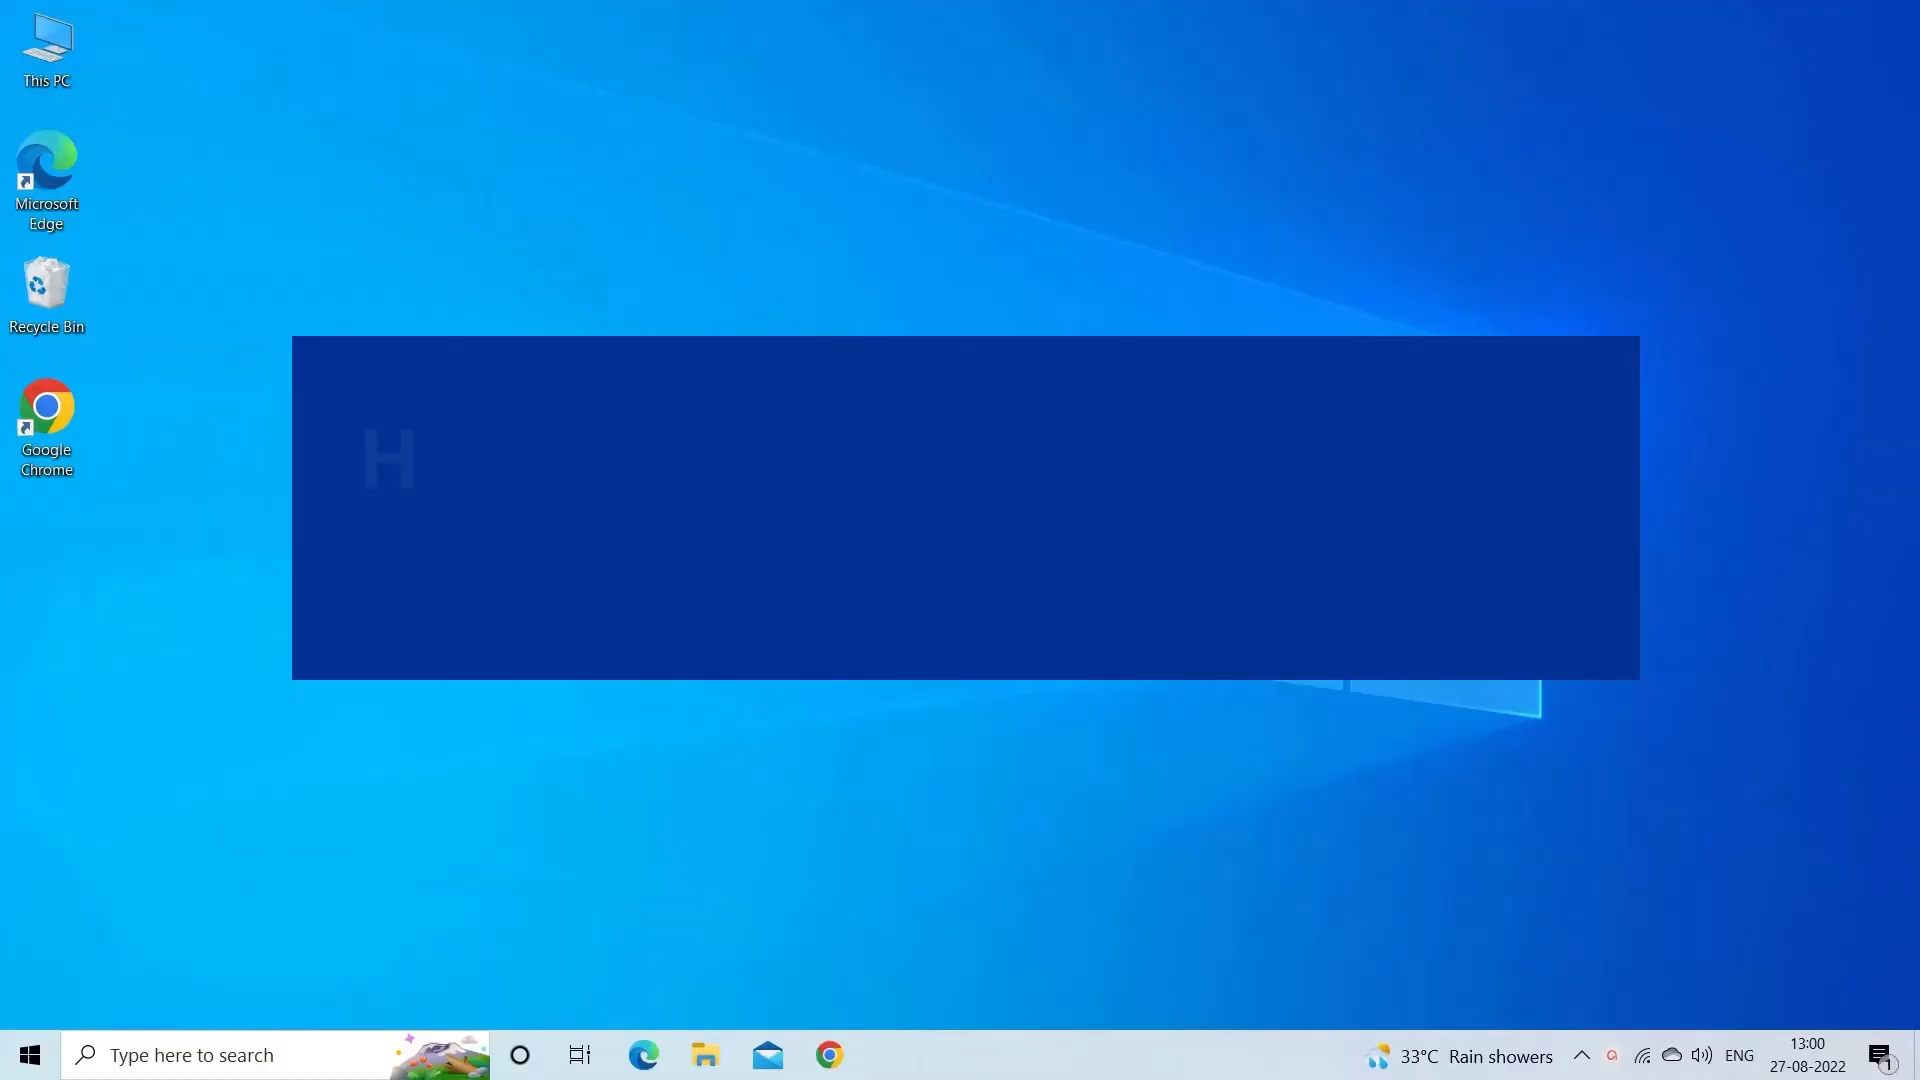 This PC
Microsoft
Edge
Recycle Bin
Google
Chrome
H
Type here to search
33°C Rain showers
ENG
13:00
27-08-2022
1